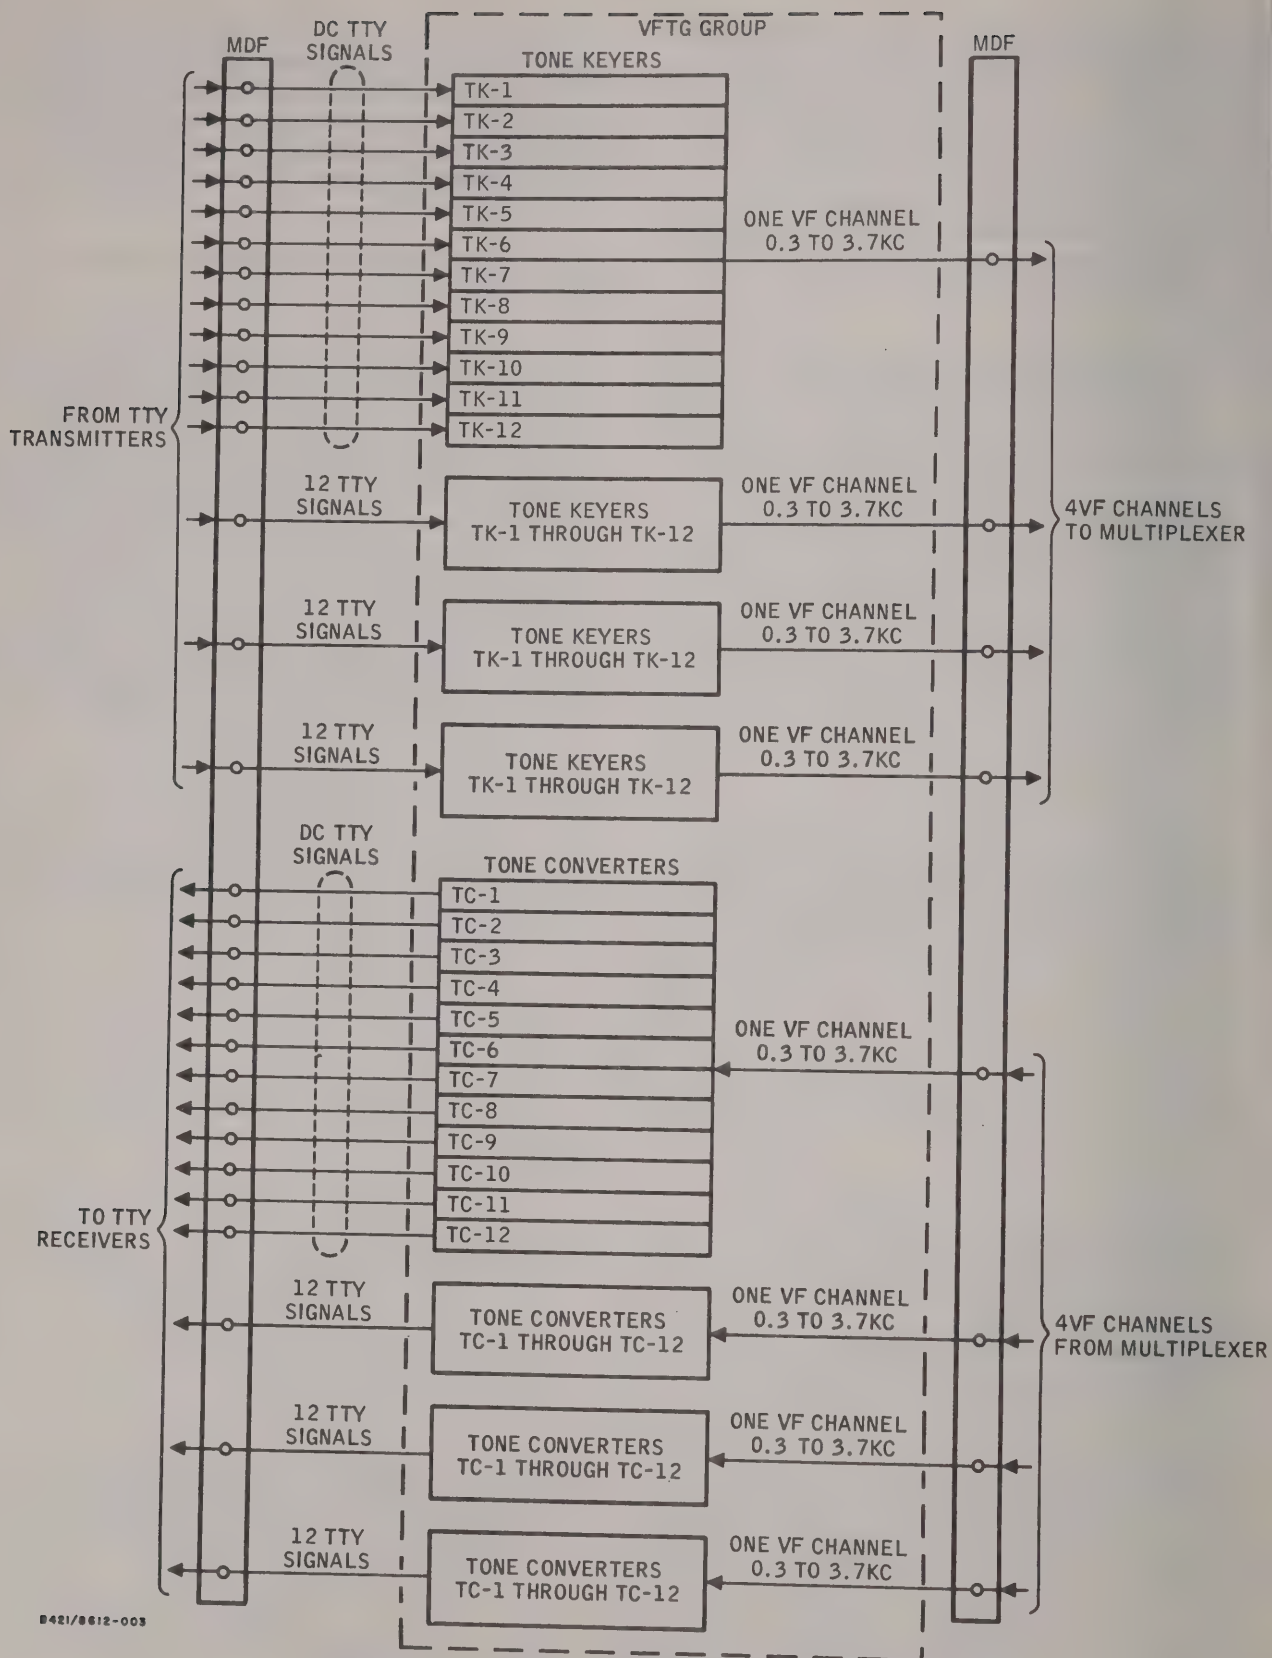 VFTG GROUP
MDF
DC TTY
SIGNALS
TONE KEYERS
MDF
TK-1
TK-2
TK-3
TK-4
TK-5
TK-6
TK-7
TK-8
TK-9
TK-10
TK-11
TK-12
ONE VF CHANNEL
0.3 TO 3.7KC
FROM TTY
TRANSMITTERS
12 TTY
SIGNALS
TONE KEYERS
TK-1 THROUGH TK-12
ONE VF CHANNEL
0.3 TO 3.7KC
4VF CHANNELS
TO MULTIPLEXER
12 TTY
SIGNALS
TONE KEYERS
TK-1 THROUGH TK-12
ONE VF CHANNEL
0.3 TO 3.7KC
12 TTY
SIGNALS
TONE KEYERS
TK-1 THROUGH TK-12
ONE VF CHANNEL
0.3 TO 3.7KC
DC TTY
SIGNALS
TONE CONVERTERS
TC-1
TC-2
TC-3
TC-4
TC-5
TC-6
TC-7
TC-8
TC-9
TC-10
TC-11
TC-12
ONE VF CHANNEL
0.3 TO 3.7KC
TO TTY
RECEIVERS
12 TTY
SIGNALS
TONE CONVERTERS
TC-1 THROUGH TC-12
ONE VF CHANNEL
0.3 TO 3.7KC
4VF CHANNELS
FROM MULTIPLEXER
12 TTY
SIGNALS
TONE CONVERTERS
TC-1 THROUGH TC-12
ONE VF CHANNEL
0.3 TO 3.7KC
12 TTY
SIGNALS
TONE CONVERTERS
TC-1 THROUGH TC-12
ONE VF CHANNEL
0.3 TO 3.7KC